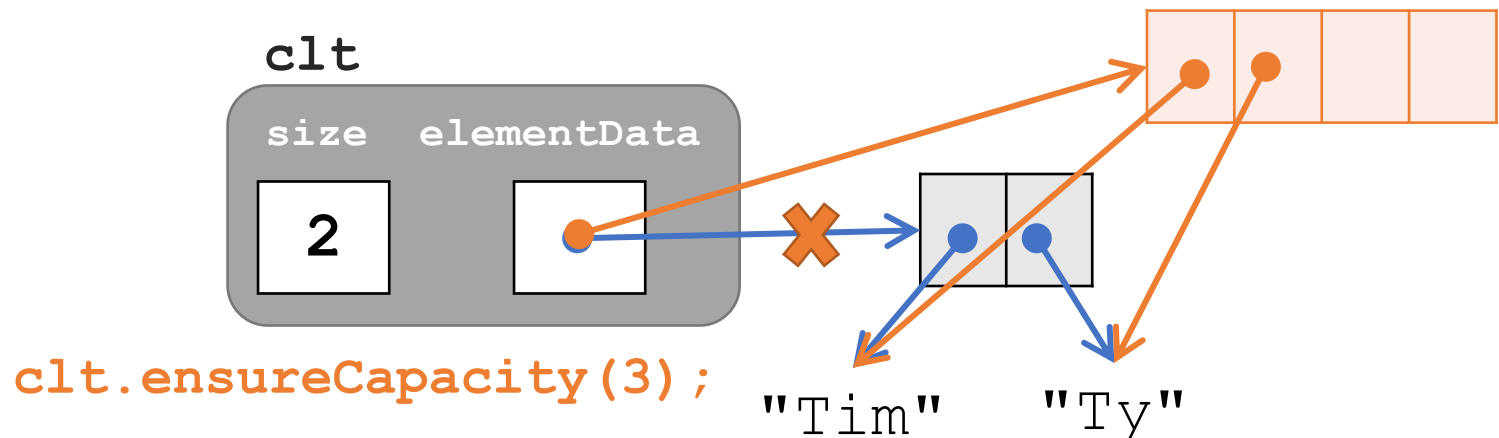 clt
size elementData
2
clt.ensureCapacity(3);
"Tim" "Ty"